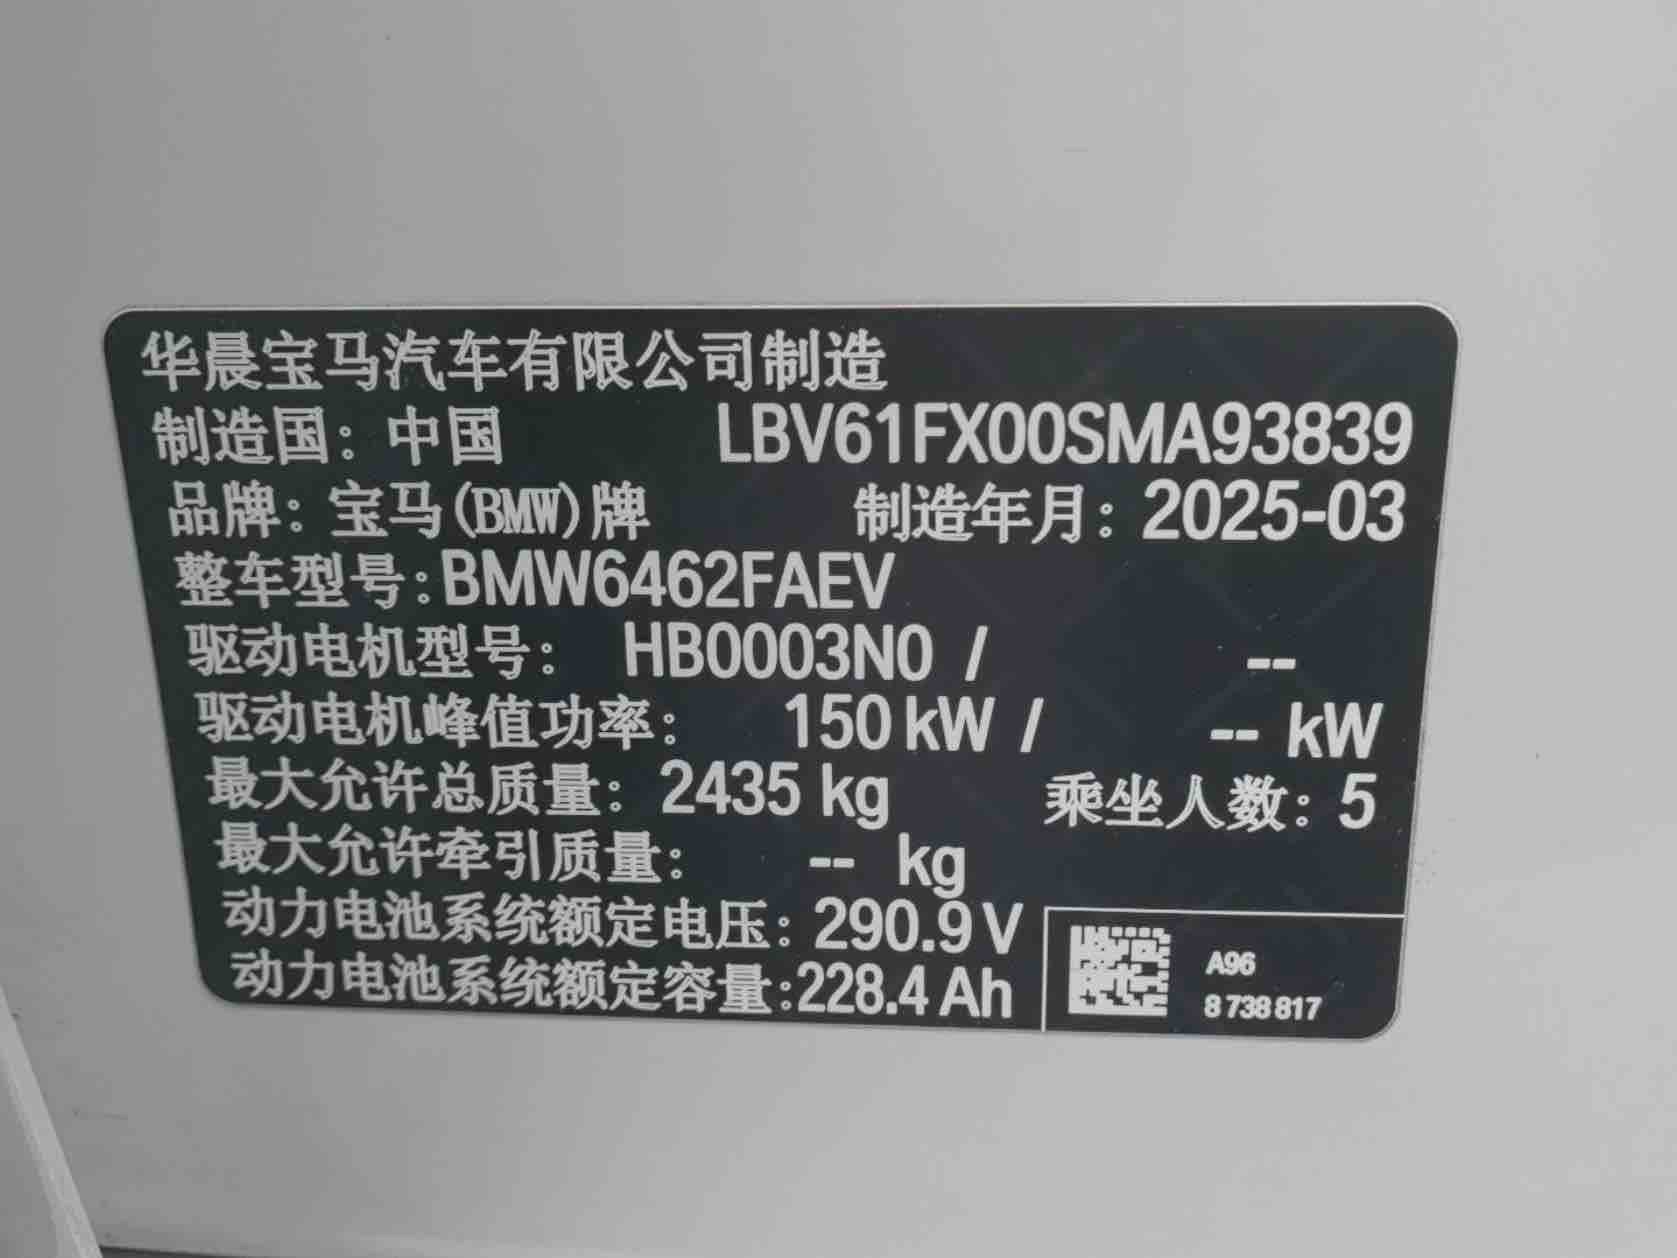 华晨宝马汽车有限公司制造
制造国：中国 LBV61FX00SMA93839
品牌：宝马(BMW)牌 制造年月：2025-03
整车型号:BMW6462FAEV
驱动电机型号： HB0003N0 / --
驱动电机峰值功率： 150 kW / -- kW
最大允许总质量：2435 kg 乘坐人数：5
最大允许牵引质量： -- kg
动力电池系统额定电压：290.9 V
动力电池系统额定容量:228.4 Ah
A96
8 738 817